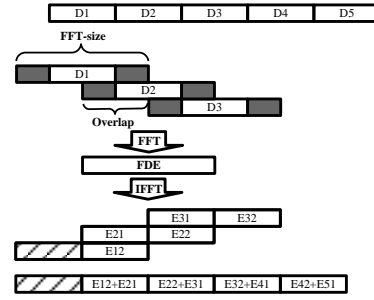 D1 D2 D3 D4 D5
FFT-size
D1
D2
D3
Overlap
FFT
FDE
IFFT
E31 E32
E21 E22
E12
E12+E21 E22+E31 E32+E41 E42+E51